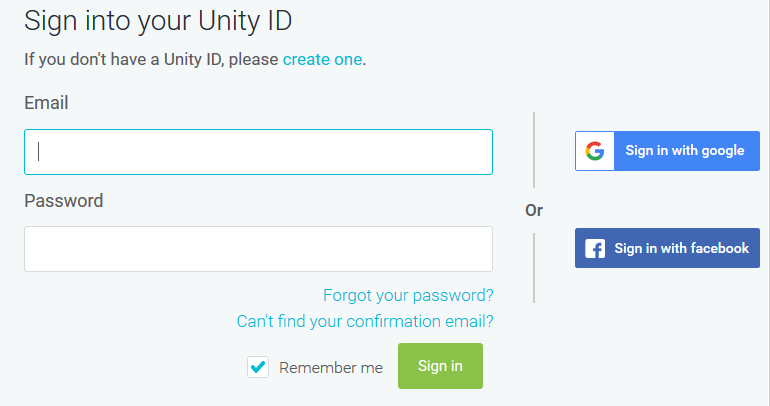 Sign into your Unity ID
If you don't have a Unity ID, please create one.
Email
Password
Forgot your password?
Can't find your confirmation email?
Remember me
Sign in
Or
Sign in with google
Sign in with facebook